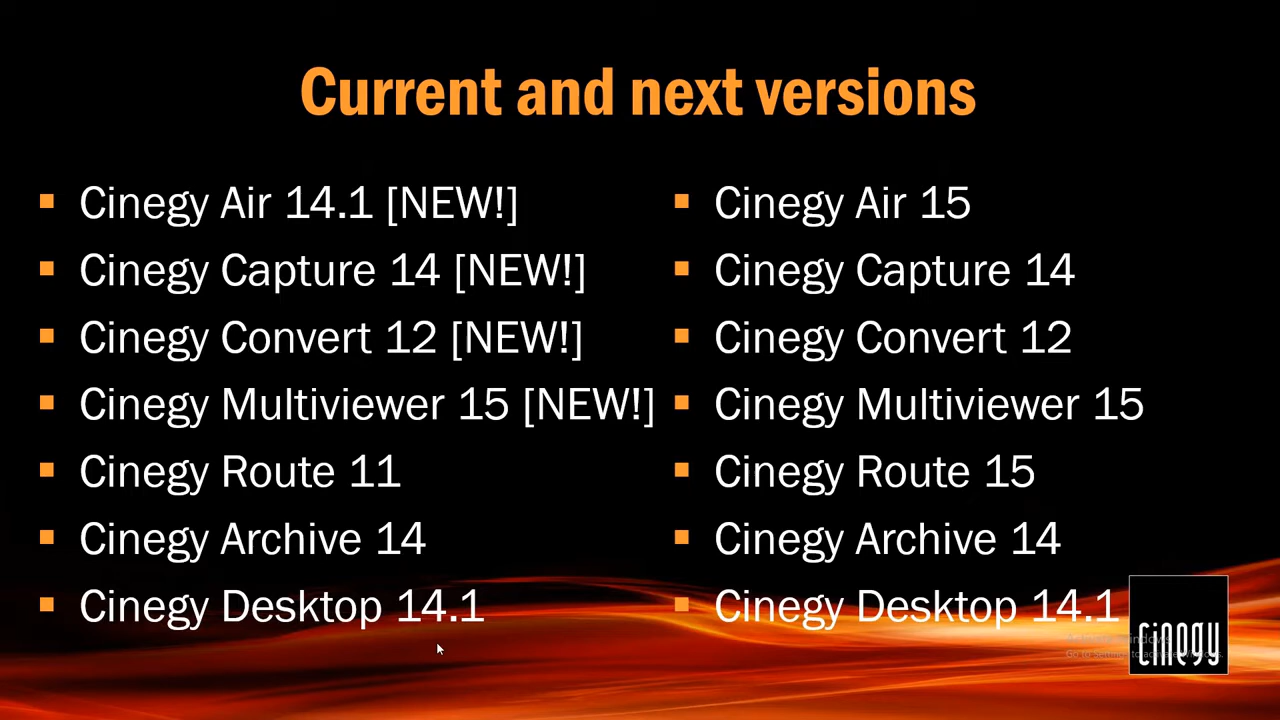 Current and next versions
Cinegy Air 14.1 [NEW!]
Cinegy Capture 14 [NEW!]
Cinegy Convert 12 [NEW!]
Cinegy Multiviewer 15 [NEW!]
Cinegy Route 11
Cinegy Archive 14
Cinegy Desktop 14.1
Cinegy Air 15
Cinegy Capture 14
Cinegy Convert 12
Cinegy Multiviewer 15
Cinegy Route 15
Cinegy Archive 14
Cinegy Desktop 14.1
cinegy